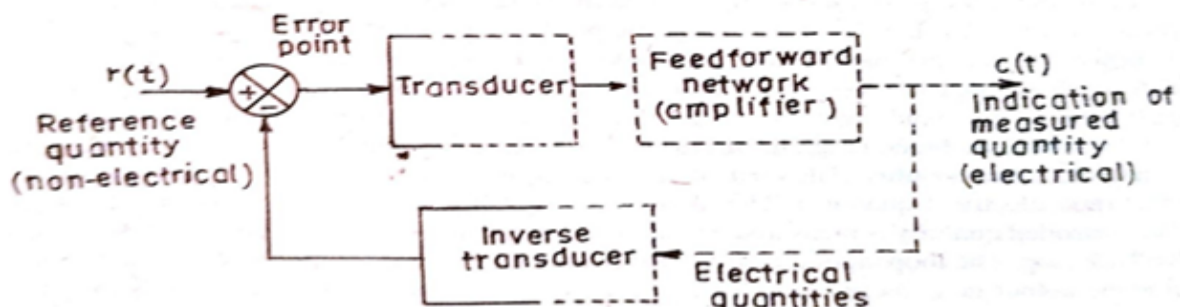 Error
point
r(t)
+
−
Reference
quantity
(non-electrical)
Transducer
Feedforward
network
(amplifier)
c(t)
Indication of
measured
quantity
(electrical)
Inverse
transducer
Electrical
quantities